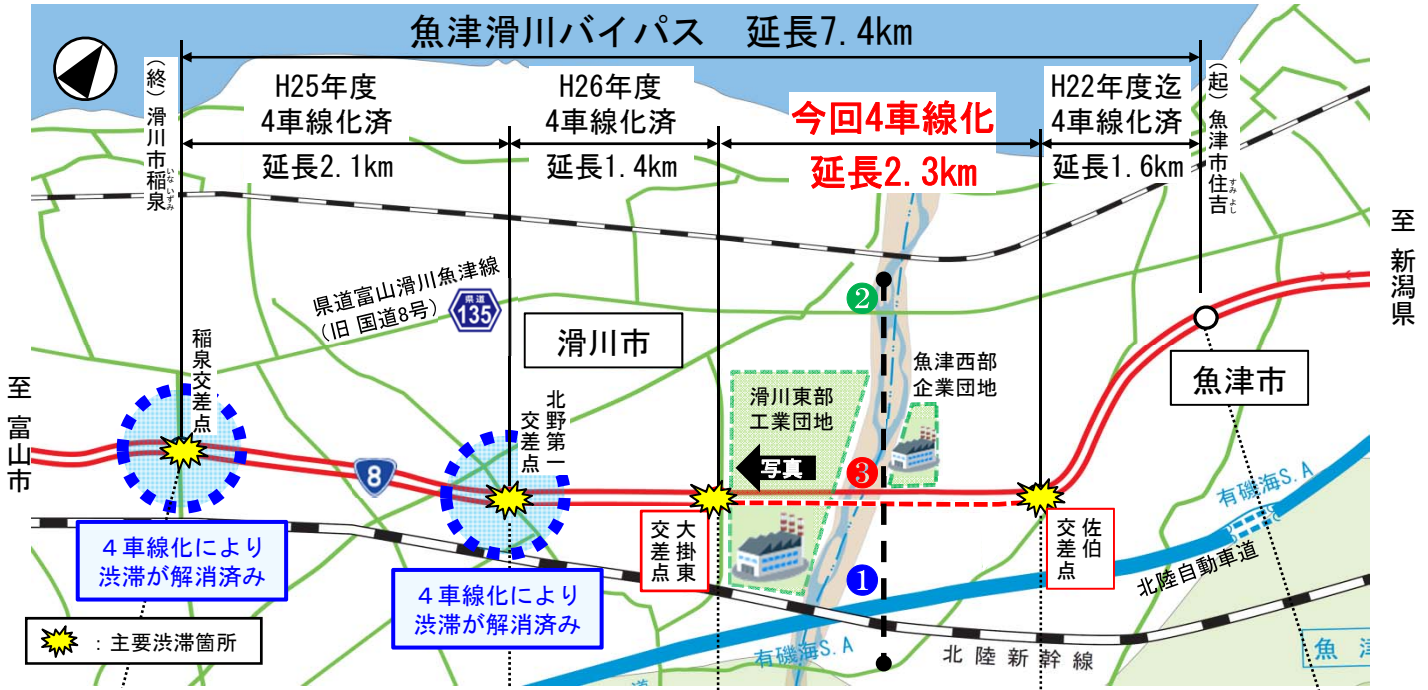 魚津滑川バイパス 延長7.4km
(終)滑川市稲泉
いないずみ
H25年度
4車線化済
延長2.1km
H26年度
4車線化済
延長1.4km
今回4車線化
延長2.3km
H22年度迄
4車線化済
延長1.6km
(起)魚津市住吉
すみよし
至 新潟県
県道富山滑川魚津線
(旧 国道8号)
県道
135
滑川市
魚津市
稲泉交差点
至 富山市
8
北野第一
交差点
滑川東部
工業団地
魚津西部
企業団地
写真
❷
❸
❶
大掛東
交差点
佐伯
交差点
有磯海S.A
北陸自動車道
4車線化により
渋滞が解消済み
4車線化により
渋滞が解消済み
:主要渋滞箇所
有磯海S.A
北陸新幹線
魚